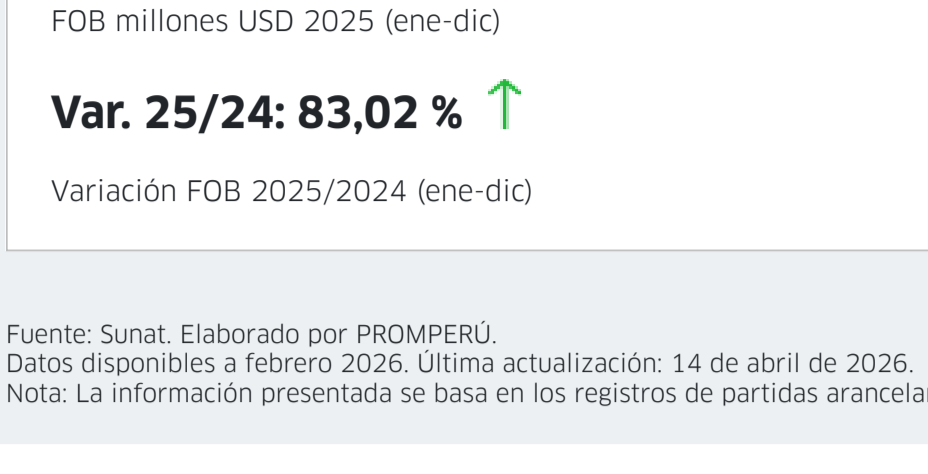 FOB millones USD 2025 (ene-dic)
Var. 25/24: 83,02 % ↑
Variación FOB 2025/2024 (ene-dic)
Fuente: Sunat. Elaborado por PROMPERÚ.
Datos disponibles a febrero 2026. Última actualización: 14 de abril de 2026.
Nota: La información presentada se basa en los registros de partidas